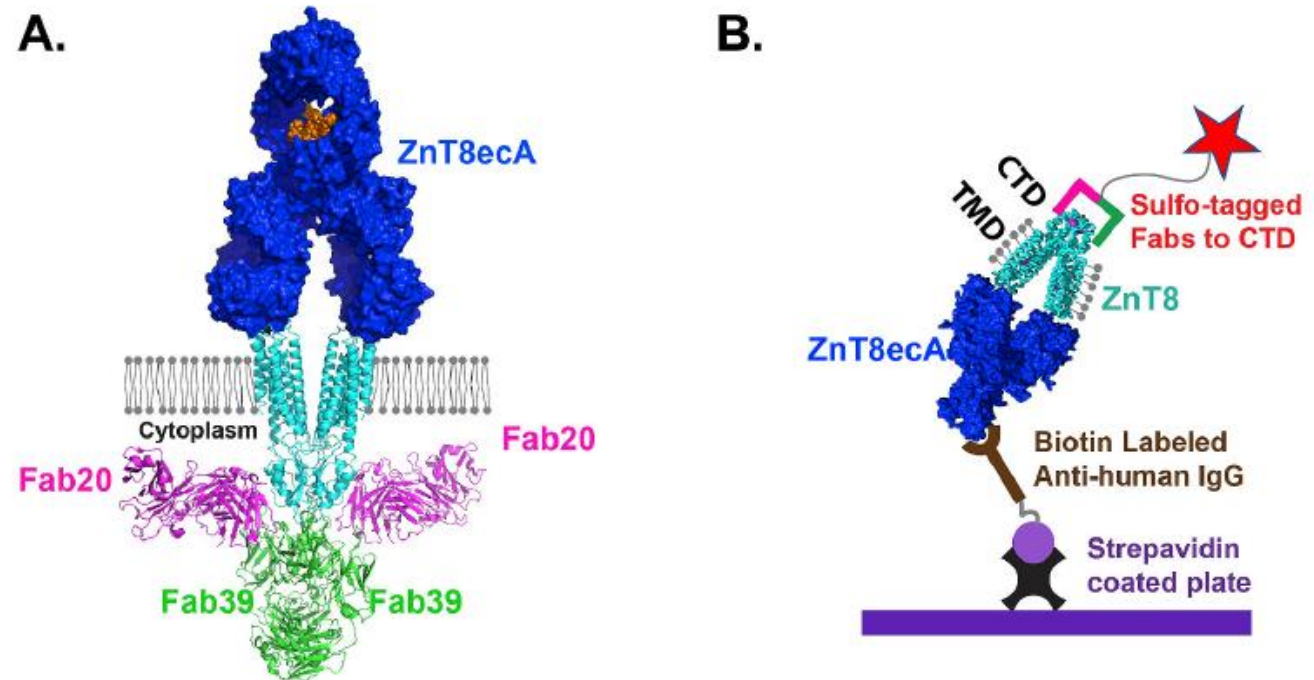 A.
ZnT8ecA
Cytoplasm
Fab20
Fab20
Fab39
Fab39
B.
CTD
TMD
Sulfo-tagged
Fabs to CTD
ZnT8
ZnT8ecA
Biotin Labeled
Anti-human IgG
Strepavidin
coated plate